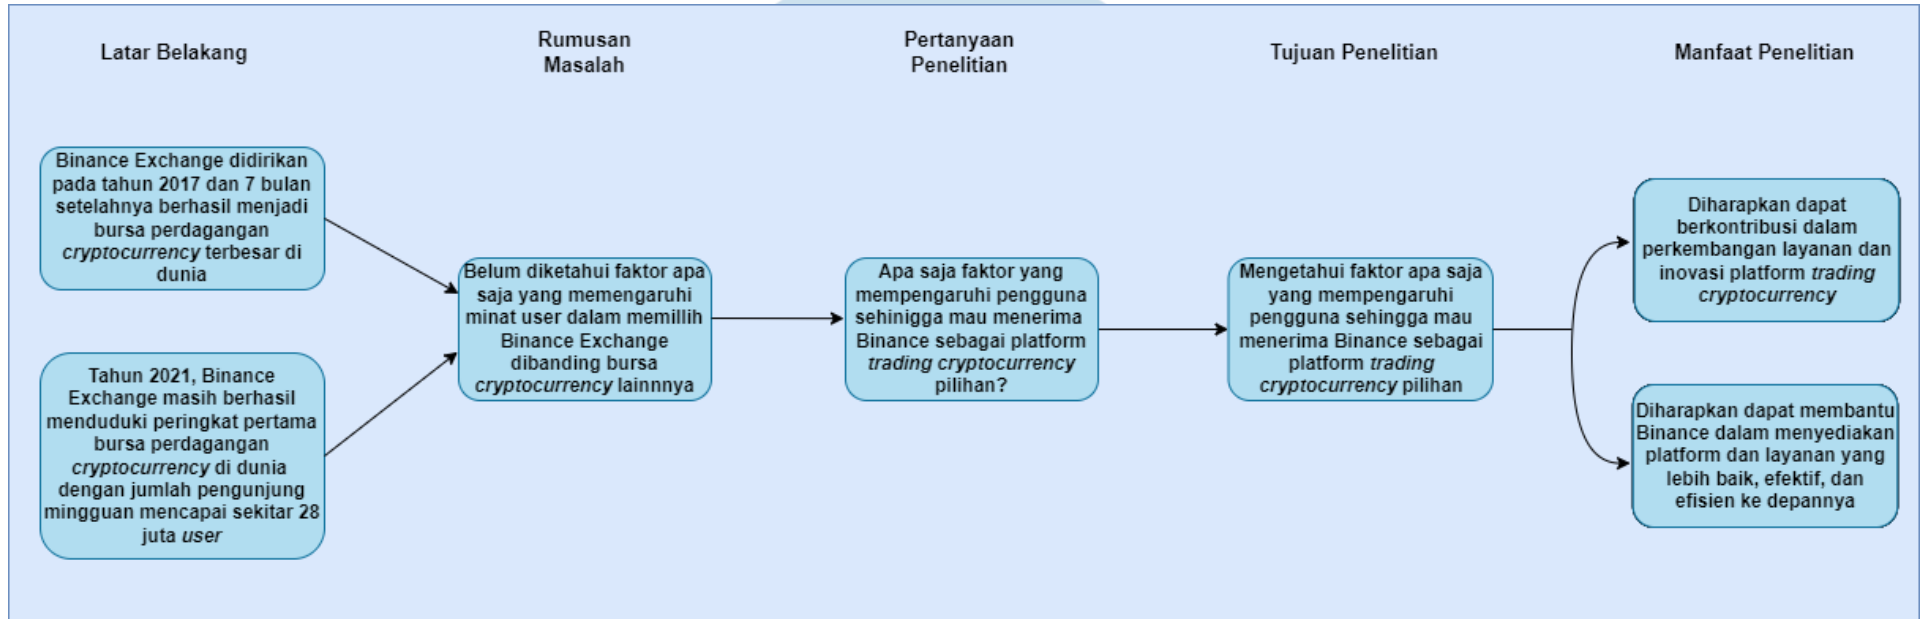 Latar Belakang
Rumusan
Masalah
Pertanyaan
Penelitian
Tujuan Penelitian
Manfaat Penelitian
Binance Exchange didirikan
pada tahun 2017 dan 7 bulan
setelahnya berhasil menjadi
bursa perdagangan
cryptocurrency terbesar di
dunia
Tahun 2021, Binance
Exchange masih berhasil
menduduki peringkat pertama
bursa perdagangan
cryptocurrency di dunia
dengan jumlah pengunjung
mingguan mencapai sekitar 28
juta user
Belum diketahui faktor apa
saja yang memengaruhi
minat user dalam memillih
Binance Exchange
dibanding bursa
cryptocurrency lainnnya
Apa saja faktor yang
mempengaruhi pengguna
sehinigga mau menerima
Binance sebagai platform
trading cryptocurrency
pilihan?
Mengetahui faktor apa saja
yang mempengaruhi
pengguna sehingga mau
menerima Binance sebagai
platform trading
cryptocurrency pilihan
Diharapkan dapat
berkontribusi dalam
perkembangan layanan dan
inovasi platform trading
cryptocurrency
Diharapkan dapat membantu
Binance dalam menyediakan
platform dan layanan yang
lebih baik, efektif, dan
efisien ke depannya